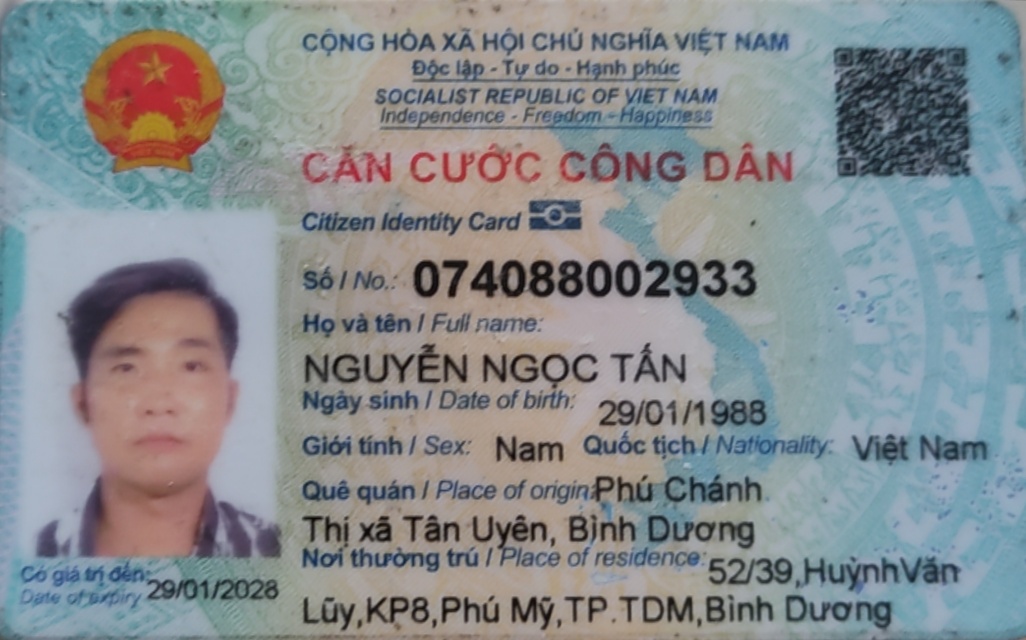 CỘNG HÒA XÃ HỘI CHỦ NGHĨA VIỆT NAM
Độc lập - Tự do - Hạnh phúc
SOCIALIST REPUBLIC OF VIET NAM
Independence - Freedom - Happiness
CĂN CƯỚC CÔNG DÂN
Citizen Identity Card
Số / No.: 074088002933
Họ và tên / Full name:
NGUYỄN NGỌC TẤN
Ngày sinh / Date of birth: 29/01/1988
Giới tính / Sex: Nam Quốc tịch / Nationality: Việt Nam
Quê quán / Place of origin: Phú Chánh
Thị xã Tân Uyên, Bình Dương
Nơi thường trú / Place of residence: 52/39,HuỳnhVăn
Lũy,KP8,Phú Mỹ,TP.TDM,Bình Dương
Có giá trị đến: 29/01/2028
Date of expiry